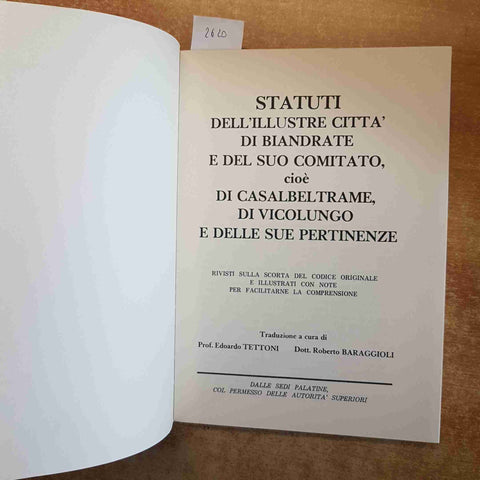 2620
STATUTI
DELL'ILLUSTRE CITTA'
DI BIANDRATE
E DEL SUO COMITATO,
cioè
DI CASALBELTRAME,
DI VICOLUNGO
E DELLE SUE PERTINENZE
RIVISTI SULLA SCORTA DEL CODICE ORIGINALE
E ILLUSTRATI CON NOTE
PER FACILITARNE LA COMPRENSIONE
Traduzione a cura di
Prof. Edoardo TETTONI Dott. Roberto BARAGGIOLI
DALLE SEDI PALATINE,
COL PERMESSO DELLE AUTORITA' SUPERIORI